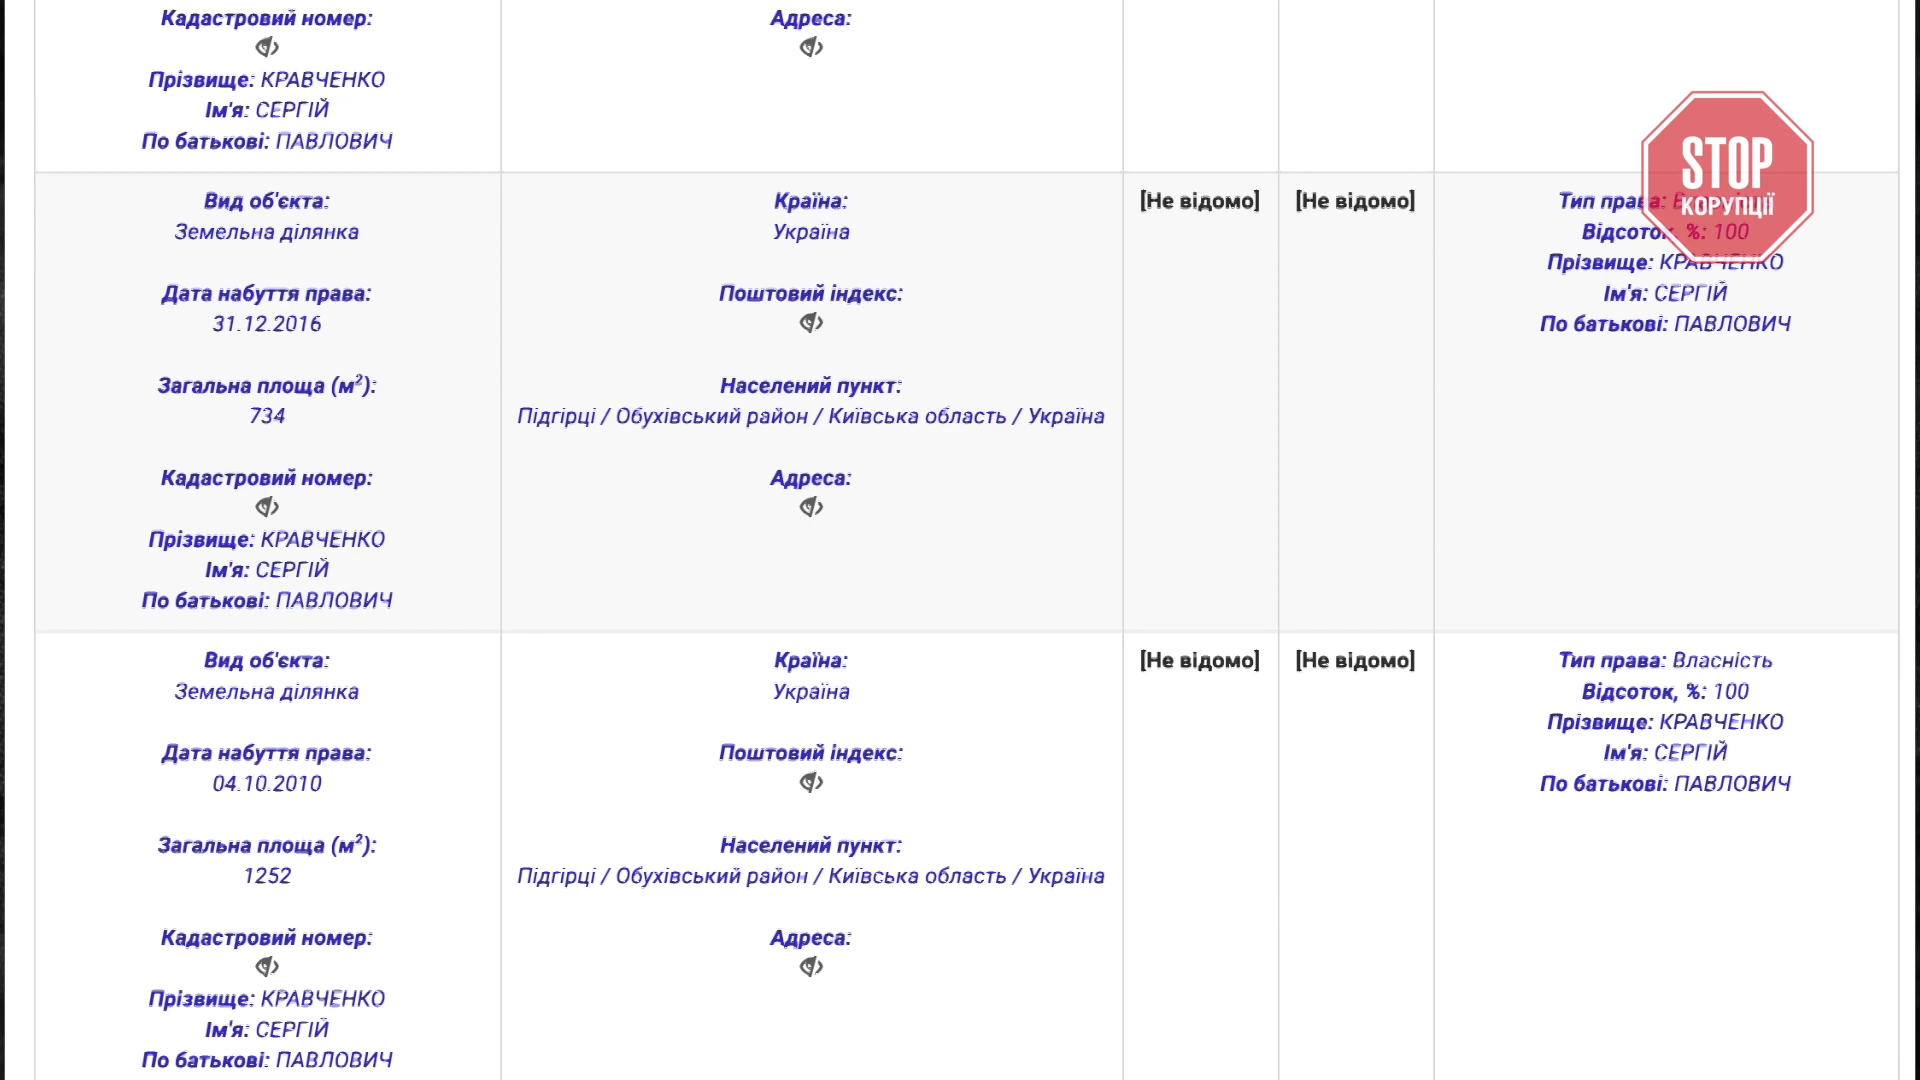 Кадастровий номер:
Прізвище: КРАВЧЕНКО
Ім'я: СЕРГІЙ
По батькові: ПАВЛОВИЧ
Адреса:
STOP
КОРУПЦІЇ
Вид об'єкта:
Земельна ділянка
Дата набуття права:
31.12.2016
Загальна площа (м²):
734
Кадастровий номер:
Прізвище: КРАВЧЕНКО
Ім'я: СЕРГІЙ
По батькові: ПАВЛОВИЧ
Країна:
Україна
Поштовий індекс:
Населений пункт:
Підгірці / Обухівський район / Київська область / Україна
Адреса:
[Не відомо]
[Не відомо]
Тип права:
Відсоток, %: 100
Прізвище: КРАВЧЕНКО
Ім'я: СЕРГІЙ
По батькові: ПАВЛОВИЧ
Вид об'єкта:
Земельна ділянка
Дата набуття права:
04.10.2010
Загальна площа (м²):
1252
Кадастровий номер:
Прізвище: КРАВЧЕНКО
Ім'я: СЕРГІЙ
По батькові: ПАВЛОВИЧ
Країна:
Україна
Поштовий індекс:
Населений пункт:
Підгірці / Обухівський район / Київська область / Україна
Адреса:
[Не відомо]
[Не відомо]
Тип права: Власність
Відсоток, %: 100
Прізвище: КРАВЧЕНКО
Ім'я: СЕРГІЙ
По батькові: ПАВЛОВИЧ